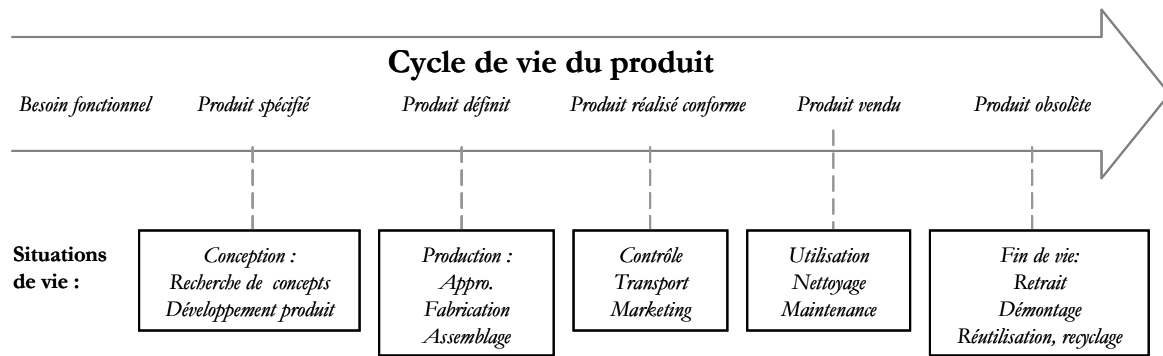 Cycle de vie du produit
Besoin fonctionnel Produit spécifié Produit définit Produit réalisé conforme Produit vendu Produit obsolète
Situations
de vie :
Conception :
Recherche de concepts
Développement produit
Production :
Appro.
Fabrication
Assemblage
Contrôle
Transport
Marketing
Utilisation
Nettoyage
Maintenance
Fin de vie:
Retrait
Démontage
Réutilisation, recyclage